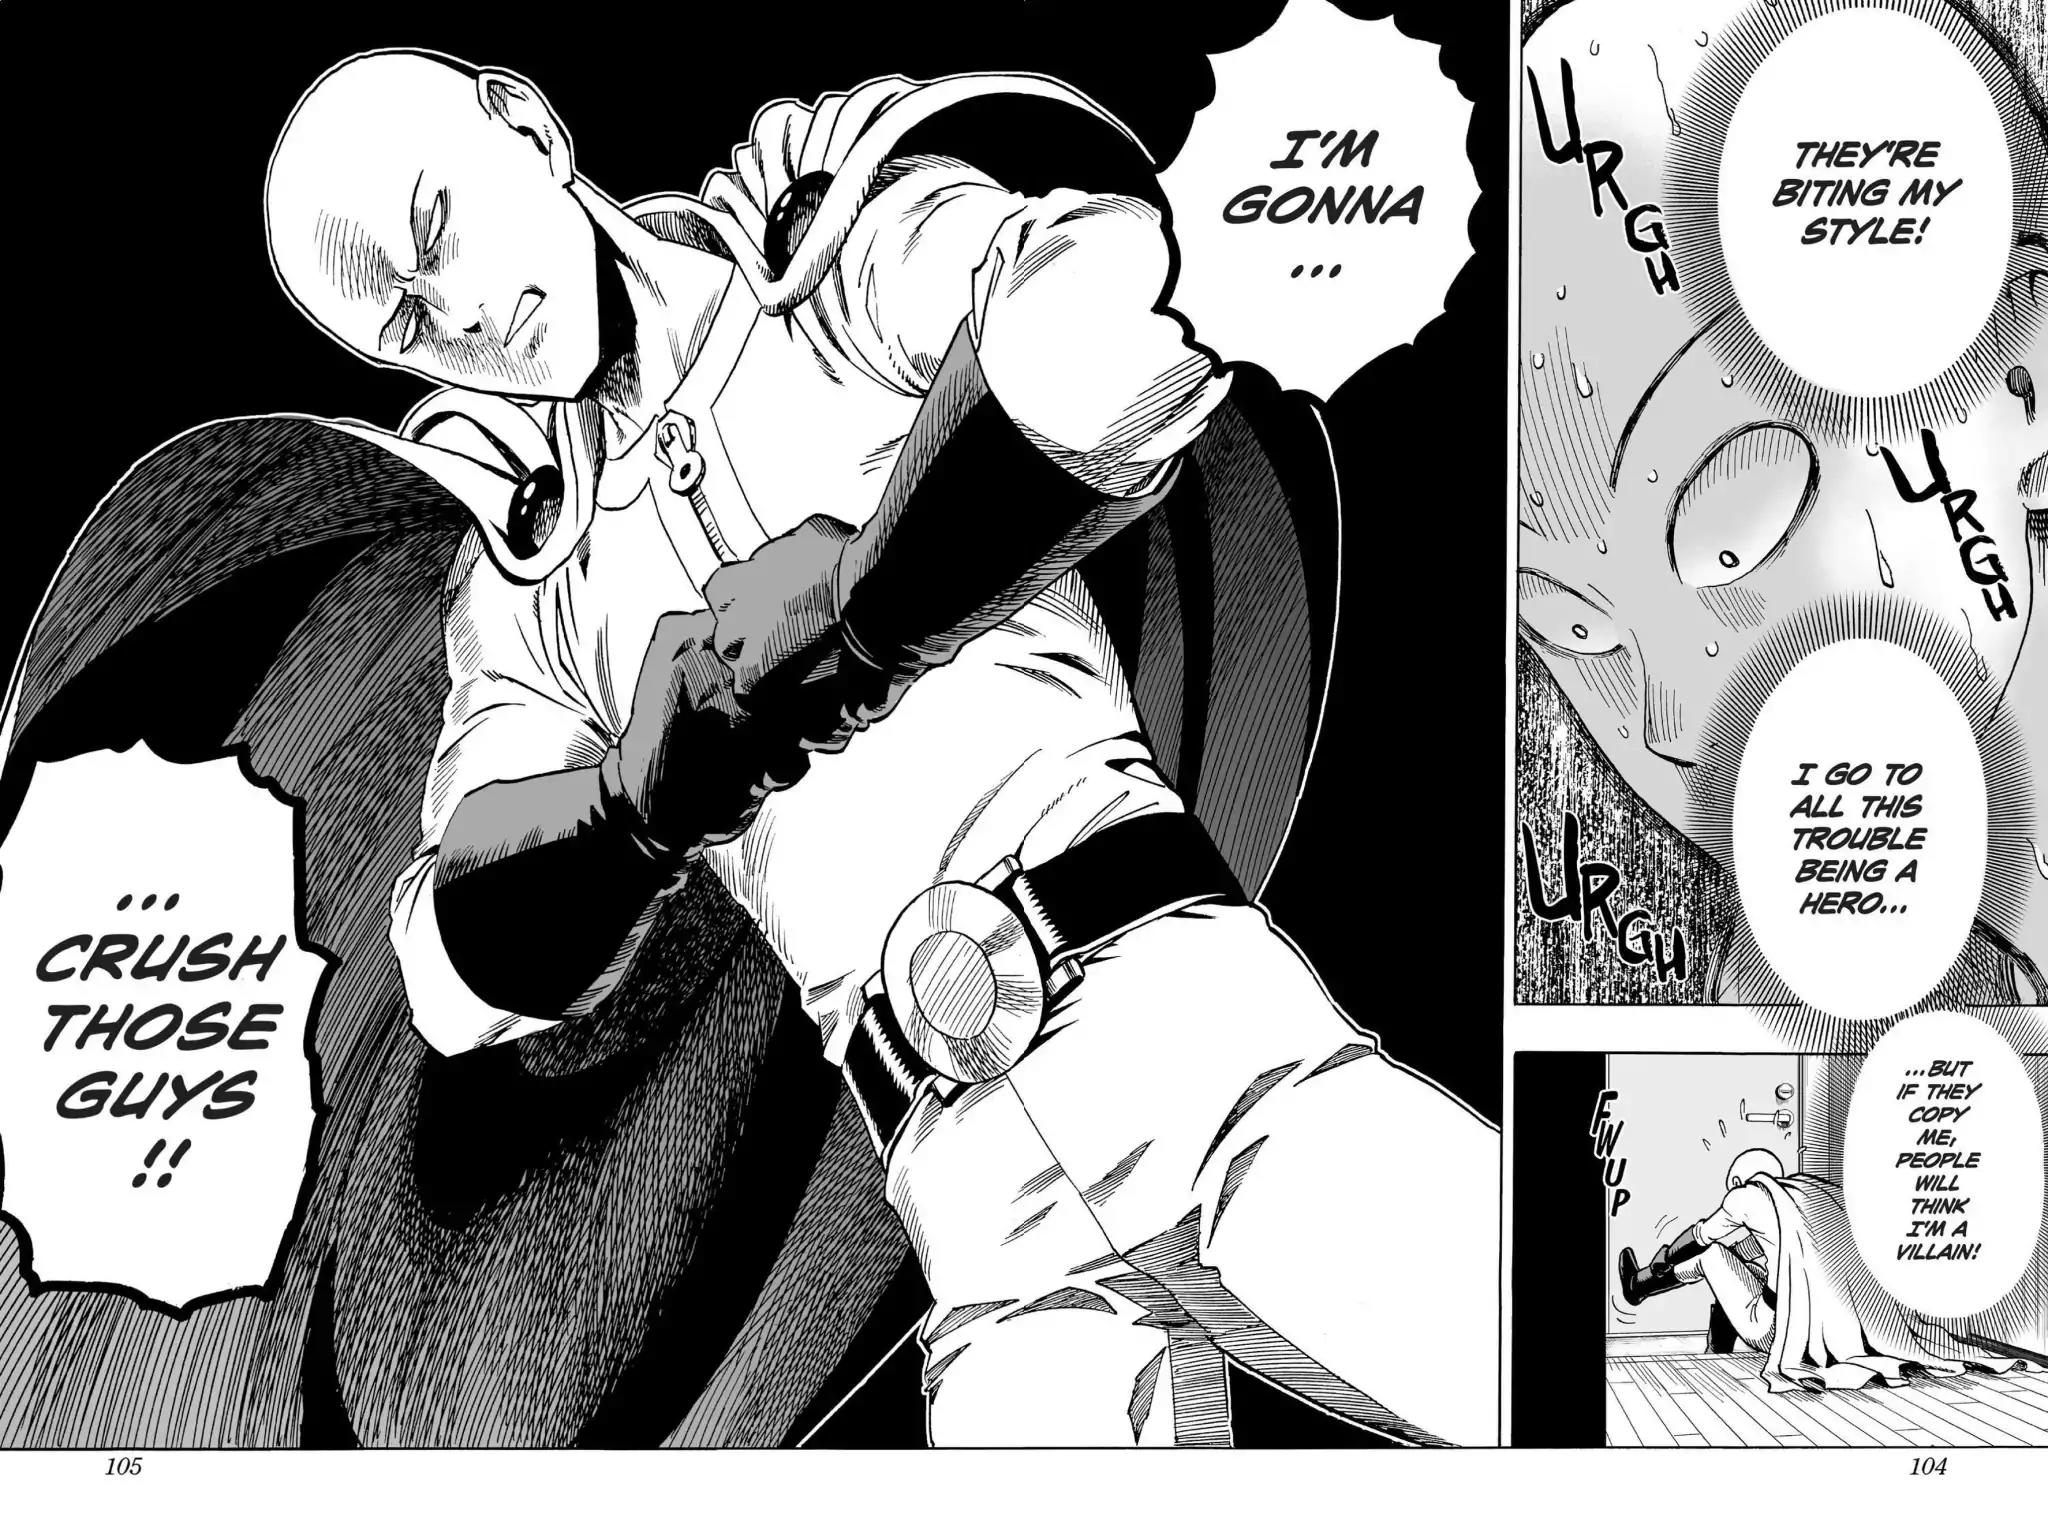 THEY'RE
BITING MY
STYLE!
URGH
URGH
I GO TO
ALL THIS
TROUBLE
BEING A
HERO...
URGH
...BUT
IF THEY
COPY
ME,
PEOPLE
WILL
THINK
I'M A
VILLAIN!
FWUP
104
I'M
GONNA
...
...
CRUSH
THOSE
GUYS
!!
105